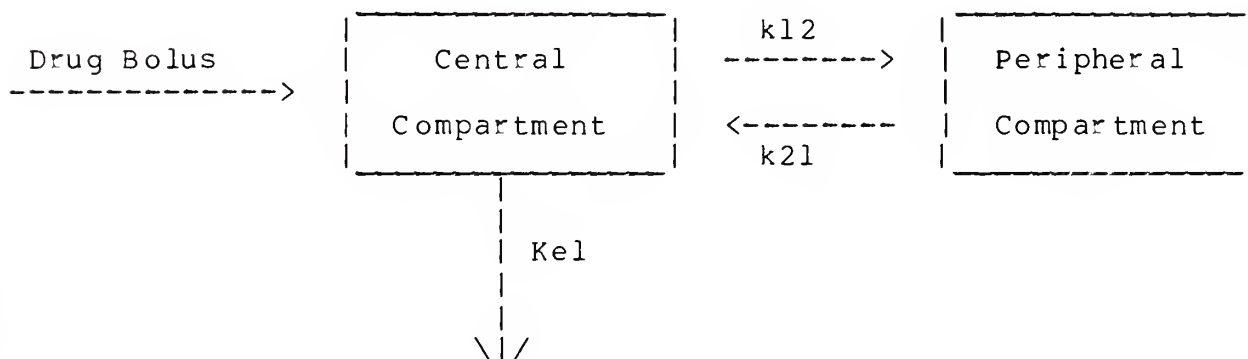 k12
Drug Bolus
Central
Peripheral
Compartment
Compartment
k21
Kel